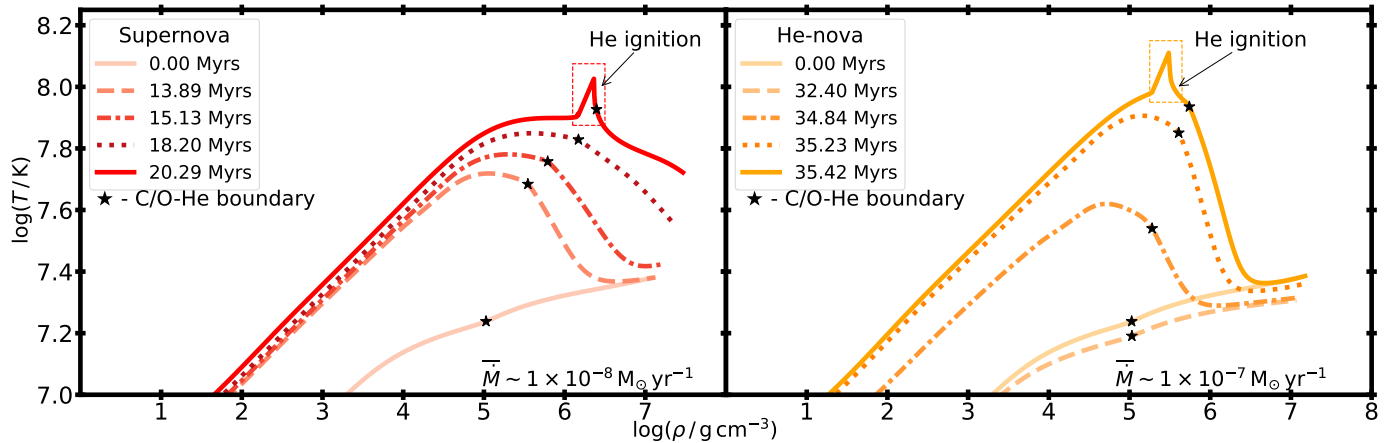 8.2
8.0
7.8
7.6
7.4
7.2
7.0
log(T / K)
Supernova
0.00 Myrs
13.89 Myrs
15.13 Myrs
18.20 Myrs
20.29 Myrs
★ - C/O-He boundary
He ignition
M̄̇ ~ 1 × 10⁻⁸ M⊙ yr⁻¹
1 2 3 4 5 6 7
He-nova
0.00 Myrs
32.40 Myrs
34.84 Myrs
35.23 Myrs
35.42 Myrs
★ - C/O-He boundary
He ignition
M̄̇ ~ 1 × 10⁻⁷ M⊙ yr⁻¹
1 2 3 4 5 6 7 8
log(ρ / g cm⁻³)